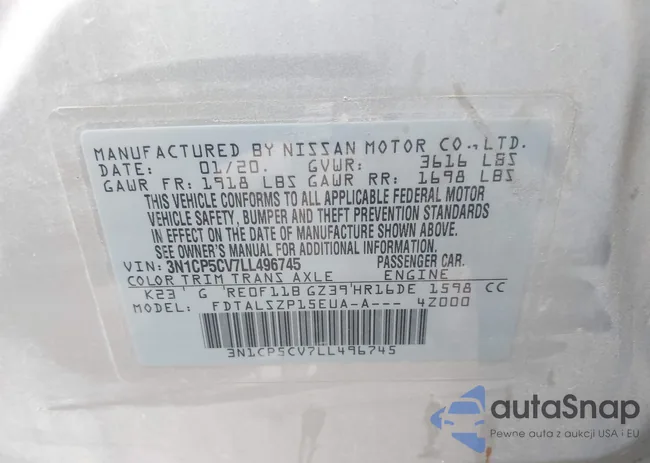 MANUFACTURED BY NISSAN MOTOR CO.,LTD.
DATE: 01/20. GVWR: 3616 LBS
GAWR FR: 1918 LBS GAWR RR: 1698 LBS
THIS VEHICLE CONFORMS TO ALL APPLICABLE FEDERAL MOTOR
VEHICLE SAFETY, BUMPER AND THEFT PREVENTION STANDARDS
IN EFFECT ON THE DATE OF MANUFACTURE SHOWN ABOVE.
SEE OWNER'S MANUAL FOR ADDITIONAL INFORMATION
VIN: 3N1CP5CV7LL496745 PASSENGER CAR.
COLOR TRIM TRANS AXLE ENGINE
K23 G RE0F11B GZ39 HR16DE 1598 CC
MODEL: FDTALSZP15EUA-A--- 4Z000
3N1CP5CV7LL496745
autaSnap
Pewne auta z aukcji USA i EU